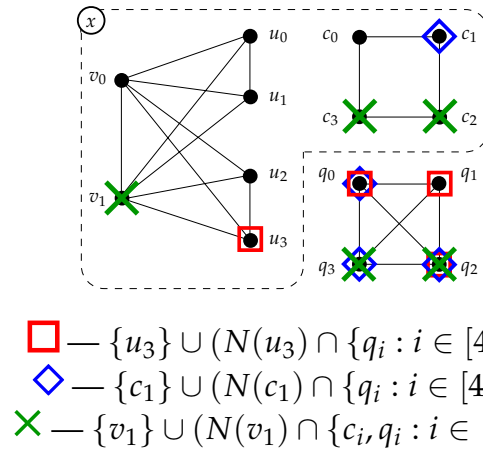 x
u₀
c₀ c₁
v₀
u₁
c₃ c₂
u₂
q₀ q₁
v₁
u₃
q₃ q₂
— {u₃} ∪ (N(u₃) ∩ {qᵢ : i ∈ [4
— {c₁} ∪ (N(c₁) ∩ {qᵢ : i ∈ [4
— {v₁} ∪ (N(v₁) ∩ {cᵢ, qᵢ : i ∈